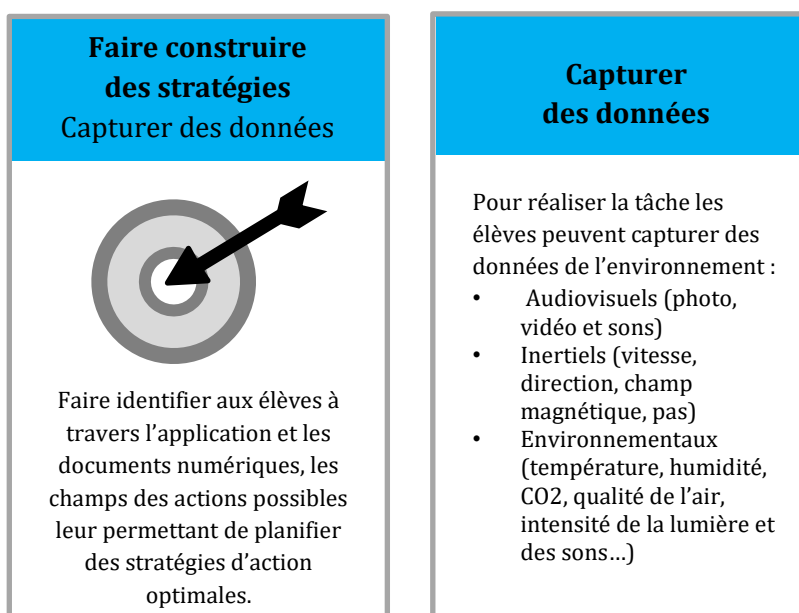 Faire construire
des stratégies
Capturer des données
Faire identifier aux élèves à
travers l’application et les
documents numériques, les
champs des actions possibles
leur permettant de planifier
des stratégies d’action
optimales.
Capturer
des données
Pour réaliser la tâche les
élèves peuvent capturer des
données de l’environnement :
• Audiovisuels (photo,
vidéo et sons)
• Inertiels (vitesse,
direction, champ
magnétique, pas)
• Environnementaux
(température, humidité,
CO2, qualité de l’air,
intensité de la lumière et
des sons…)